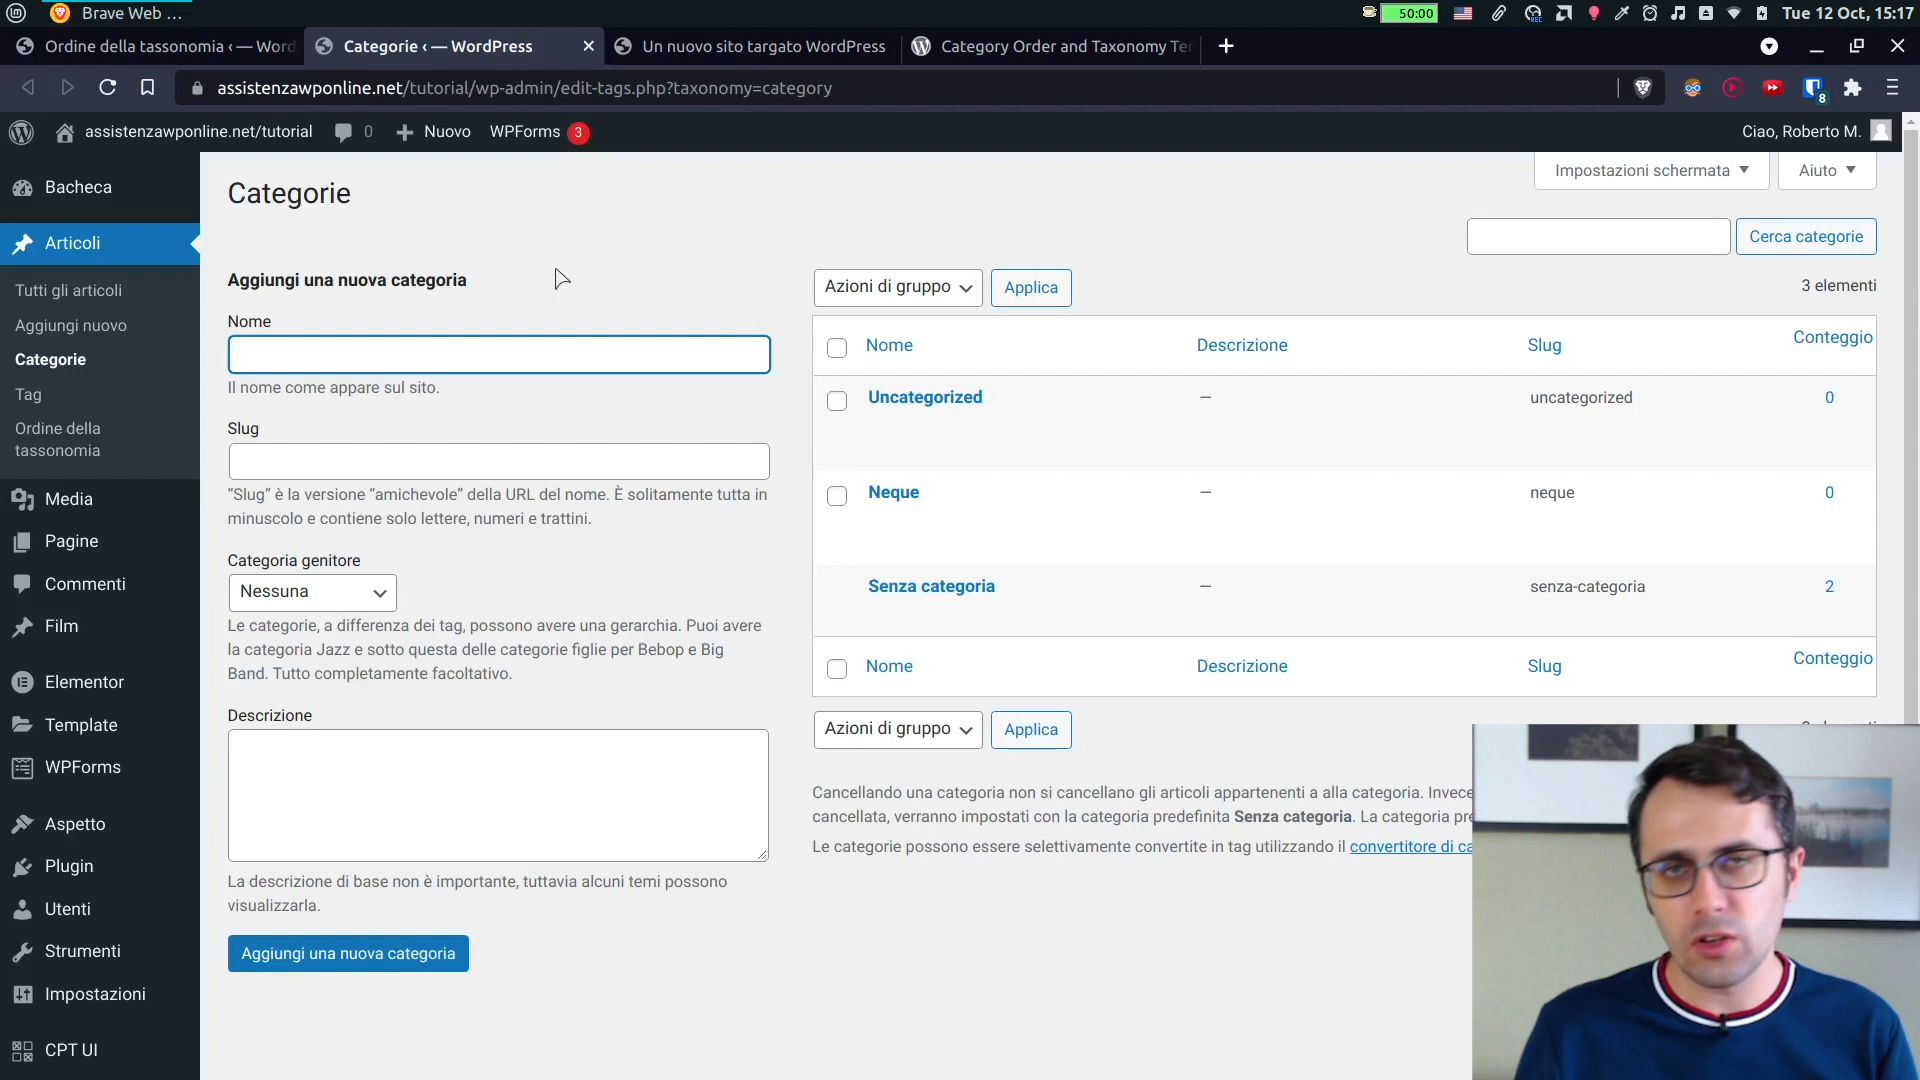 Brave Web ...
50:00
REC
Tue 12 Oct, 15:17
Ordine della tassonomia ‹ — Word
Categorie ‹ — WordPress
Un nuovo sito targato WordPress
Category Order and Taxonomy Ter
assistenzawponline.net/tutorial/wp-admin/edit-tags.php?taxonomy=category
8
assistenzawponline.net/tutorial
0
Nuovo
WPForms 3
Ciao, Roberto M.
Bacheca
Articoli
Tutti gli articoli
Aggiungi nuovo
Categorie
Tag
Ordine della
tassonomia
Media
Pagine
Commenti
Film
Elementor
Template
WPForms
Aspetto
Plugin
Utenti
Strumenti
Impostazioni
CPT UI
Categorie
Impostazioni schermata
Aiuto
Cerca categorie
Aggiungi una nuova categoria
Nome
Il nome come appare sul sito.
Slug
“Slug” è la versione “amichevole” della URL del nome. È solitamente tutta in
minuscolo e contiene solo lettere, numeri e trattini.
Categoria genitore
Nessuna
Le categorie, a differenza dei tag, possono avere una gerarchia. Puoi avere
la categoria Jazz e sotto questa delle categorie figlie per Bebop e Big
Band. Tutto completamente facoltativo.
Descrizione
La descrizione di base non è importante, tuttavia alcuni temi possono
visualizzarla.
Aggiungi una nuova categoria
Azioni di gruppo
Applica
3 elementi
Nome Descrizione Slug Conteggio
Uncategorized — uncategorized 0
Neque — neque 0
Senza categoria — senza-categoria 2
Nome Descrizione Slug Conteggio
Azioni di gruppo
Applica
Cancellando una categoria non si cancellano gli articoli appartenenti a alla categoria. Invece
cancellata, verranno impostati con la categoria predefinita Senza categoria. La categoria pre
Le categorie possono essere selettivamente convertite in tag utilizzando il convertitore di ca